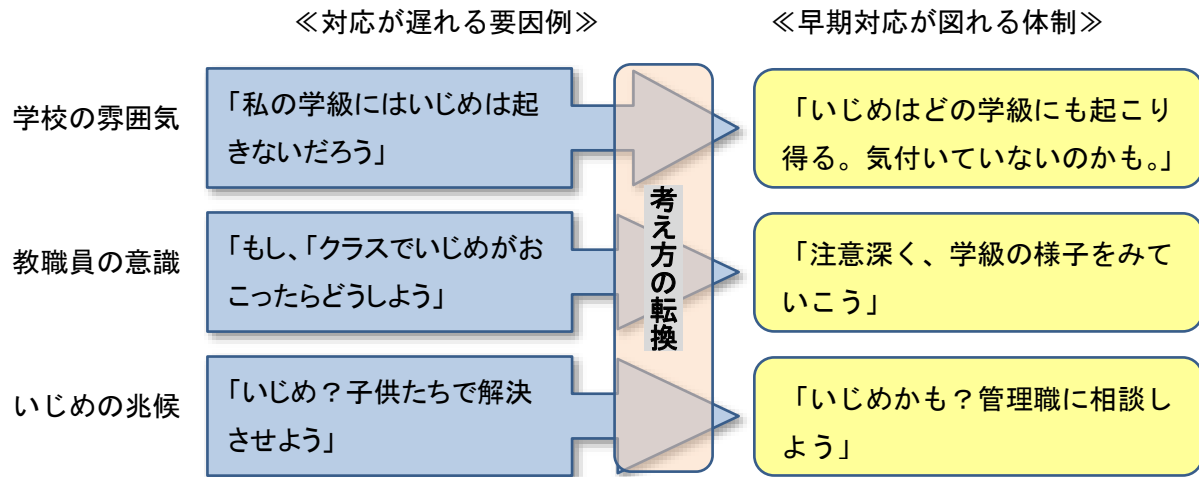 ≪対応が遅れる要因例≫
≪早期対応が図れる体制≫
学校の雰囲気
「私の学級にはいじめは起
きないだろう」
「いじめはどの学級にも起こり
得る。気付いていないのかも。」
教職員の意識
「もし、「クラスでいじめがお
こったらどうしよう」
「注意深く、学級の様子をみて
いこう」
いじめの兆候
「いじめ？子供たちで解決
させよう」
「いじめかも？管理職に相談し
よう」
考え方の転換